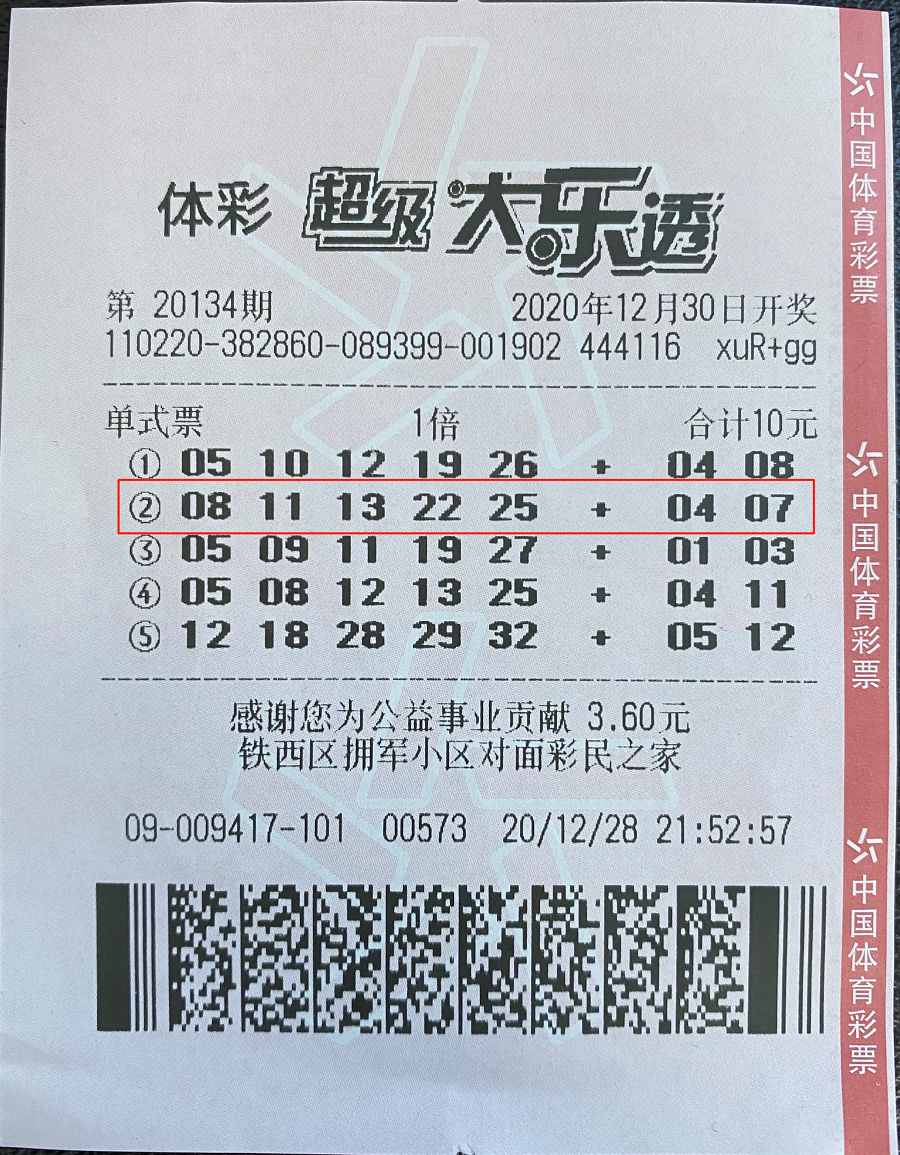 体彩 超级大乐透
第 20134期 2020年12月30日开奖
110220-382860-089399-001902 444116 xuR+gg
单式票 1倍 合计10元
① 05 10 12 19 26 + 04 08
② 08 11 13 22 25 + 04 07
③ 05 09 11 19 27 + 01 03
④ 05 08 12 13 25 + 04 11
⑤ 12 18 28 29 32 + 05 12
感谢您为公益事业贡献 3.60元
铁西区拥军小区对面彩民之家
09-009417-101 00573 20/12/28 21:52:57
中国体育彩票
中国体育彩票
中国体育彩票